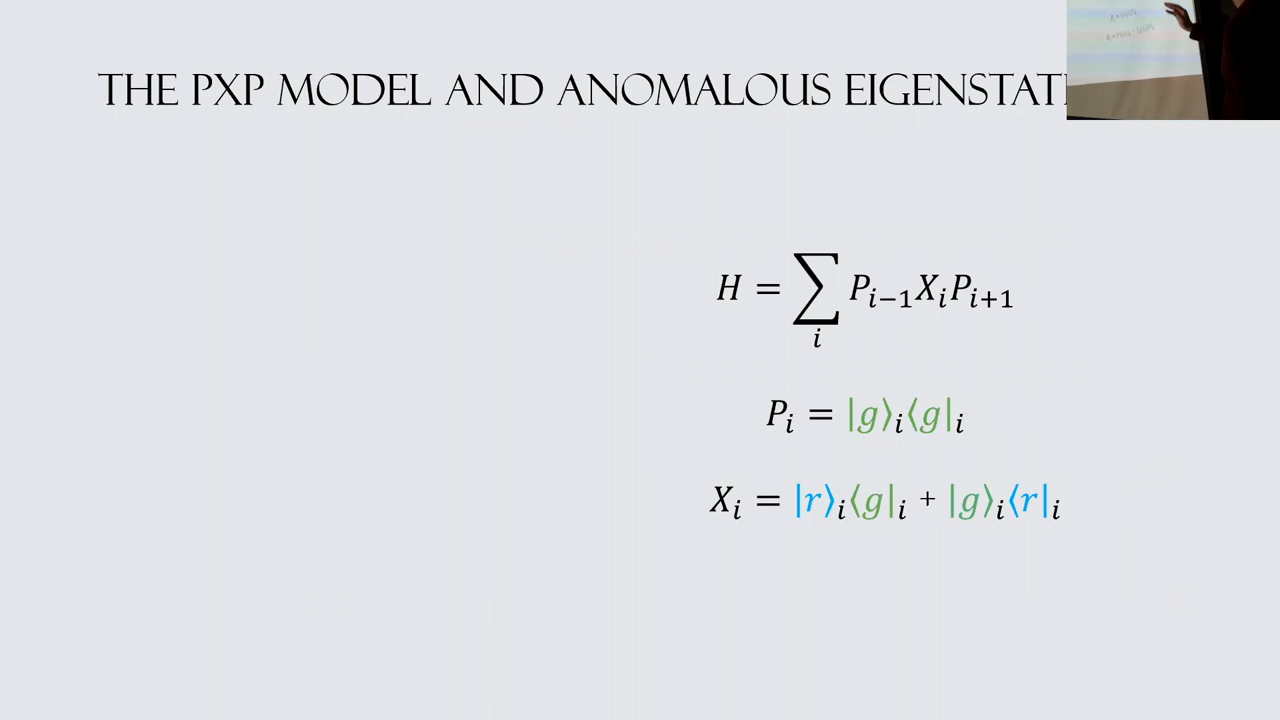 THE PXP MODEL AND ANOMALOUS
H = ∑_i P_{i−1} X_i P_{i+1}
P_i = |g⟩_i⟨g|_i
X_i = |r⟩_i⟨g|_i + |g⟩_i⟨r|_i